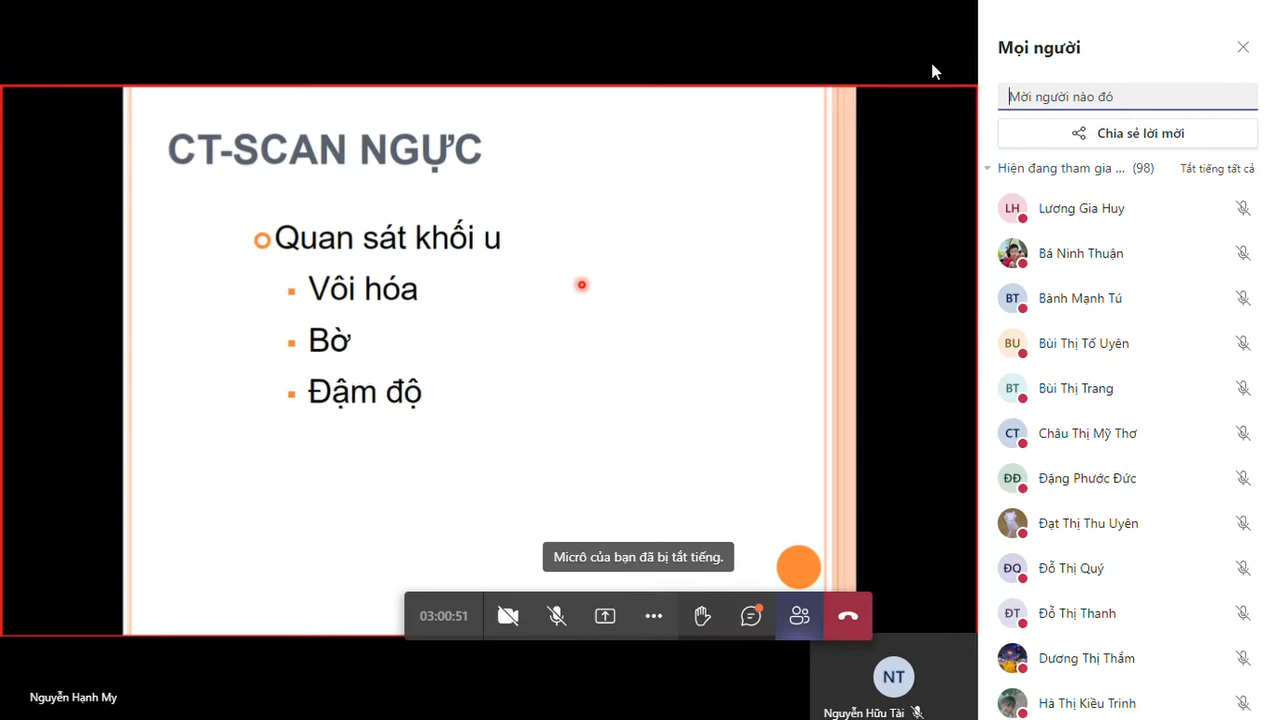 CT-SCAN NGỰC
Quan sát khối u
Vôi hóa
Bờ
Đậm độ
Micrô của bạn đã bị tắt tiếng.
03:00:51
Nguyễn Hạnh My
NT
Nguyễn Hữu Tài
Mọi người
Mời người nào đó
Chia sẻ lời mời
Hiện đang tham gia ... (98) Tắt tiếng tất cả
LH Lương Gia Huy
Bá Ninh Thuận
BT Bành Mạnh Tú
BU Bùi Thị Tố Uyên
BT Bùi Thị Trang
CT Châu Thị Mỹ Thơ
ĐĐ Đặng Phước Đức
Đạt Thị Thu Uyên
ĐQ Đỗ Thị Quý
ĐT Đỗ Thị Thanh
Dương Thị Thắm
Hà Thị Kiều Trinh